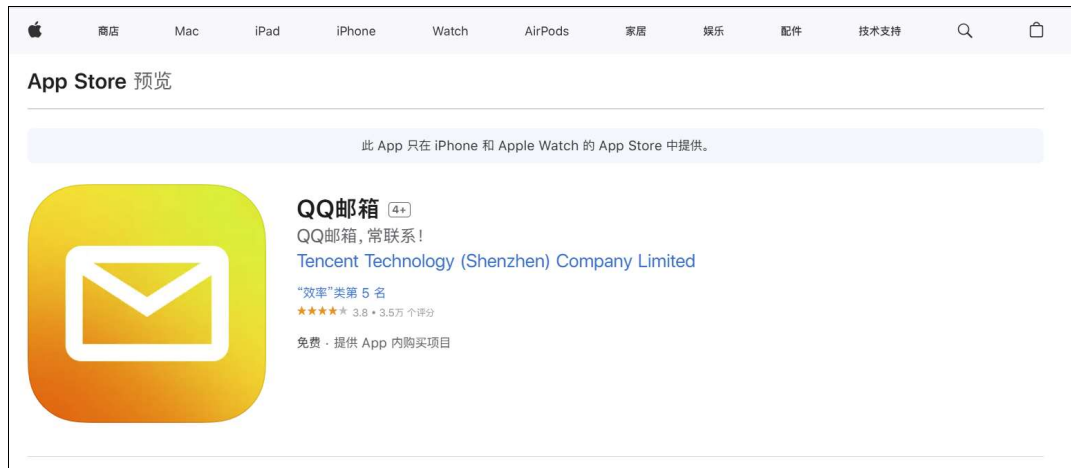 商店 Mac iPad iPhone Watch AirPods 家居 娱乐 配件 技术支持
App Store 预览
此 App 只在 iPhone 和 Apple Watch 的 App Store 中提供。
QQ邮箱 4+
QQ邮箱，常联系！
Tencent Technology (Shenzhen) Company Limited
“效率”类第 5 名
★★★★★ 3.8 • 3.5万 个评分
免费 · 提供 App 内购买项目